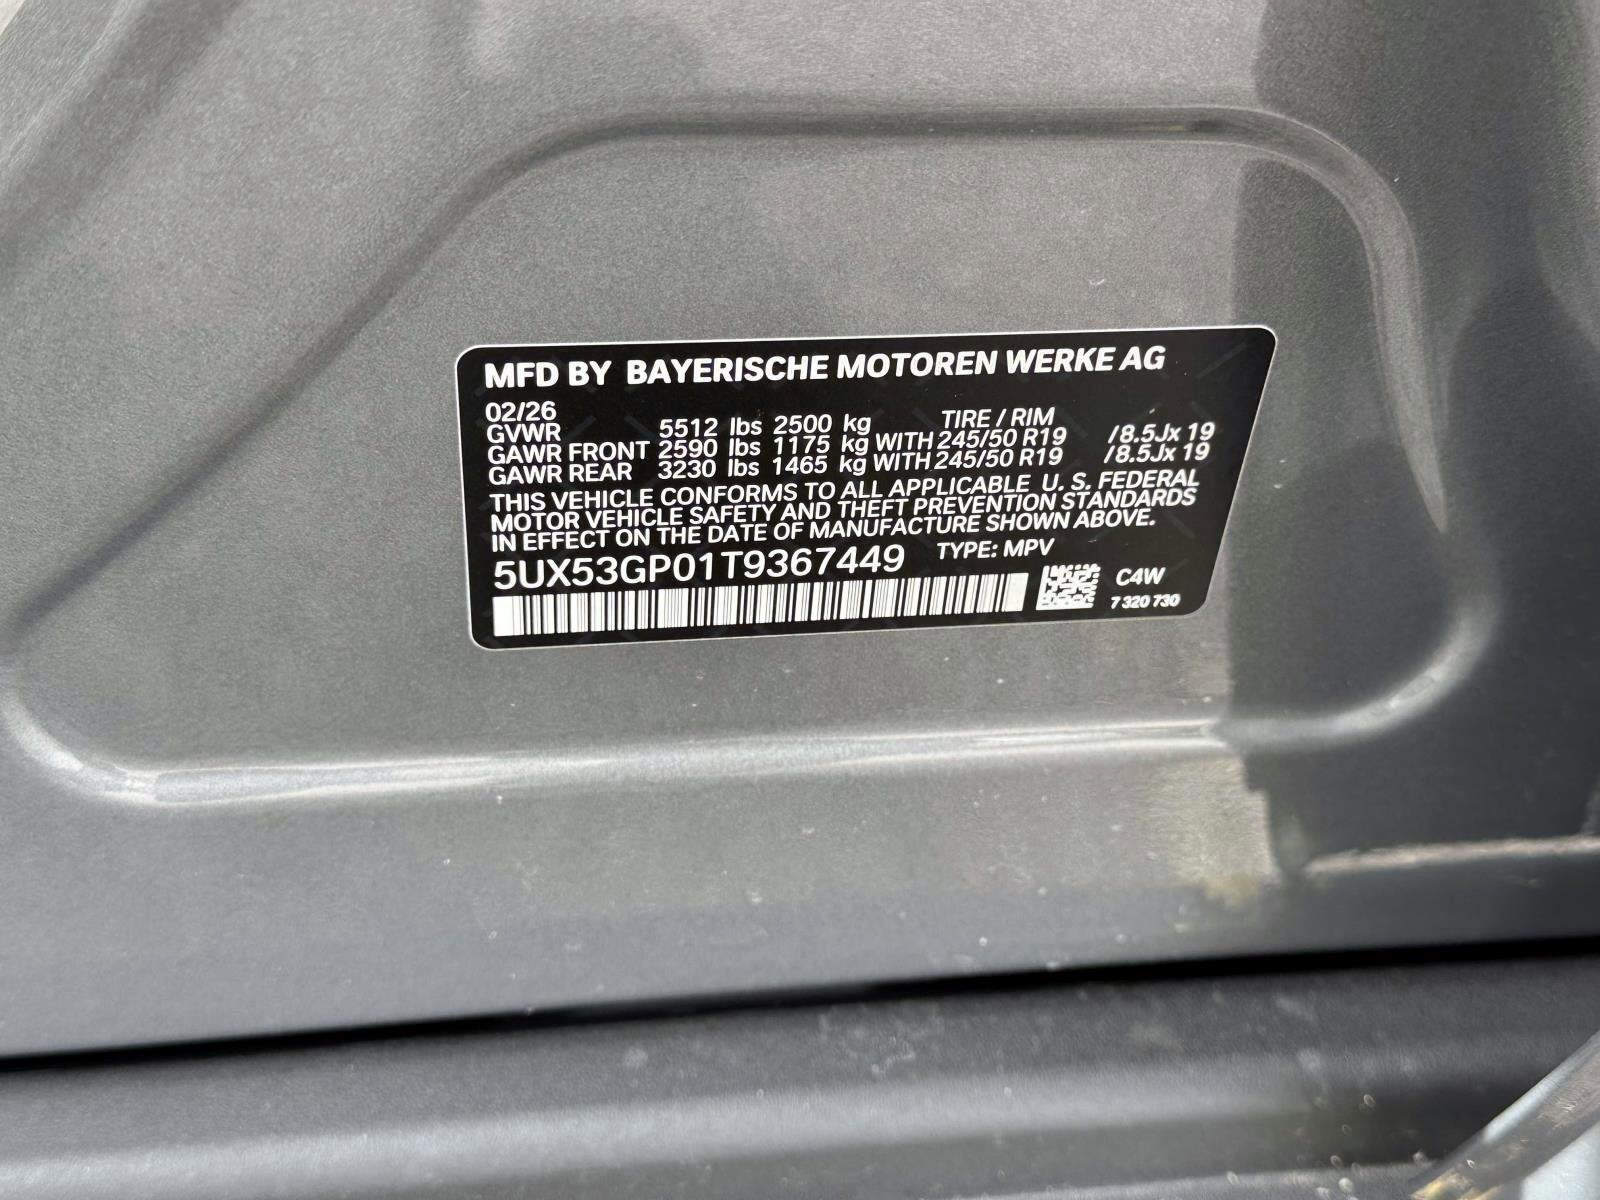 MFD BY BAYERISCHE MOTOREN WERKE AG
02/26
GVWR 5512 lbs 2500 kg TIRE / RIM
GAWR FRONT 2590 lbs 1175 kg WITH 245/50 R19 /8.5Jx 19
GAWR REAR 3230 lbs 1465 kg WITH 245/50 R19 /8.5Jx 19
THIS VEHICLE CONFORMS TO ALL APPLICABLE U. S. FEDERAL
MOTOR VEHICLE SAFETY AND THEFT PREVENTION STANDARDS
IN EFFECT ON THE DATE OF MANUFACTURE SHOWN ABOVE.
5UX53GP01T9367449 TYPE: MPV
C4W
7 320 730